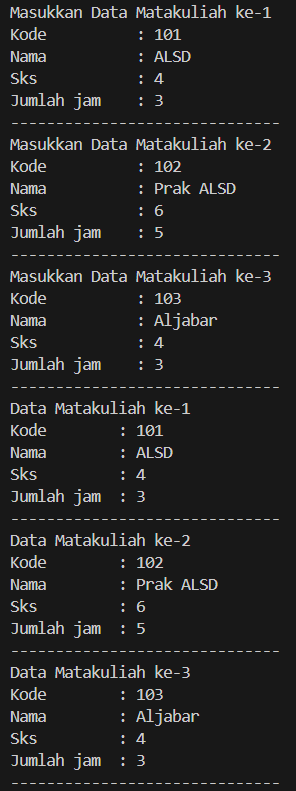 Masukkan Data Matakuliah ke-1
Kode          : 101
Nama          : ALSD
Sks           : 4
Jumlah jam    : 3
------------------------------
Masukkan Data Matakuliah ke-2
Kode          : 102
Nama          : Prak ALSD
Sks           : 6
Jumlah jam    : 5
------------------------------
Masukkan Data Matakuliah ke-3
Kode          : 103
Nama          : Aljabar
Sks           : 4
Jumlah jam    : 3
------------------------------
Data Matakuliah ke-1
Kode        : 101
Nama        : ALSD
Sks         : 4
Jumlah jam  : 3
------------------------------
Data Matakuliah ke-2
Kode        : 102
Nama        : Prak ALSD
Sks         : 6
Jumlah jam  : 5
------------------------------
Data Matakuliah ke-3
Kode        : 103
Nama        : Aljabar
Sks         : 4
Jumlah jam  : 3
------------------------------